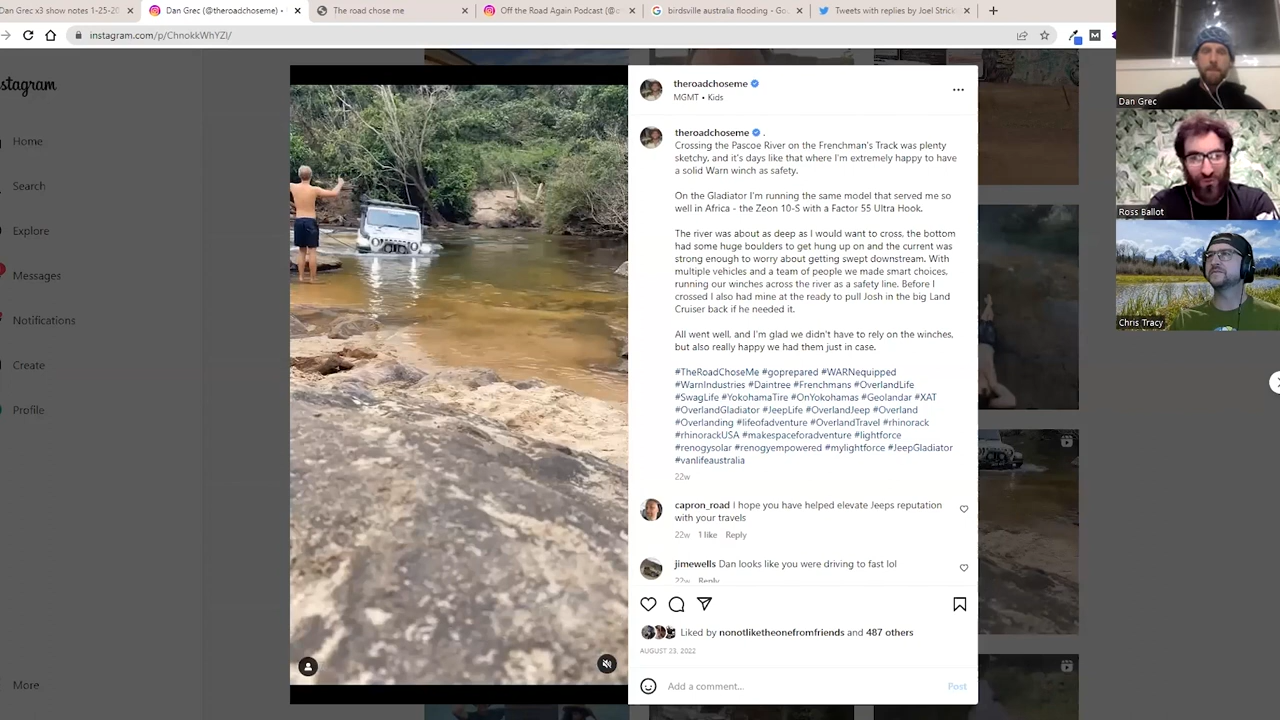 Dan Grec x3 show notes 1-25-20
Dan Grec (@theroadchoseme) •
The road chose me
Off the Road Again Podcast (@c
birdsville australia flooding - Goo
Tweets with replies by Joel Strick
instagram.com/p/ChnokkWhYZI/
stagram
Home
Search
Explore
Messages
Notifications
Create
Profile
More
theroadchoseme
MGMT • Kids
theroadchoseme .
Crossing the Pascoe River on the Frenchman's Track was plenty
sketchy, and it's days like that where I'm extremely happy to have
a solid Warn winch as safety.
On the Gladiator I'm running the same model that served me so
well in Africa - the Zeon 10-S with a Factor 55 Ultra Hook.
The river was about as deep as I would want to cross, the bottom
had some huge boulders to get hung up on and the current was
strong enough to worry about getting swept downstream. With
multiple vehicles and a team of people we made smart choices,
running our winches across the river as a safety line. Before I
crossed I also had mine at the ready to pull Josh in the big Land
Cruiser back if he needed it.
All went well, and I'm glad we didn't have to rely on the winches,
but also really happy we had them just in case.
#TheRoadChoseMe #goprepared #WARNequipped
#WarnIndustries #Daintree #Frenchmans #OverlandLife
#SwagLife #YokohamaTire #OnYokohamas #Geolandar #XAT
#OverlandGladiator #JeepLife #OverlandJeep #Overland
#Overlanding #lifeofadventure #OverlandTravel #rhinorack
#rhinorackUSA #makespaceforadventure #lightforce
#renogysolar #renogyempowered #mylightforce #JeepGladiator
#vanlifeaustralia
22w
capron_road I hope you have helped elevate Jeeps reputation
with your travels
22w 1 like Reply
jimewells Dan looks like you were driving to fast lol
22w Reply
Liked by nonotliketheonefromfriends and 487 others
AUGUST 23, 2022
Add a comment...
Post
Dan Grec
Ross Ballot
Chris Tracy